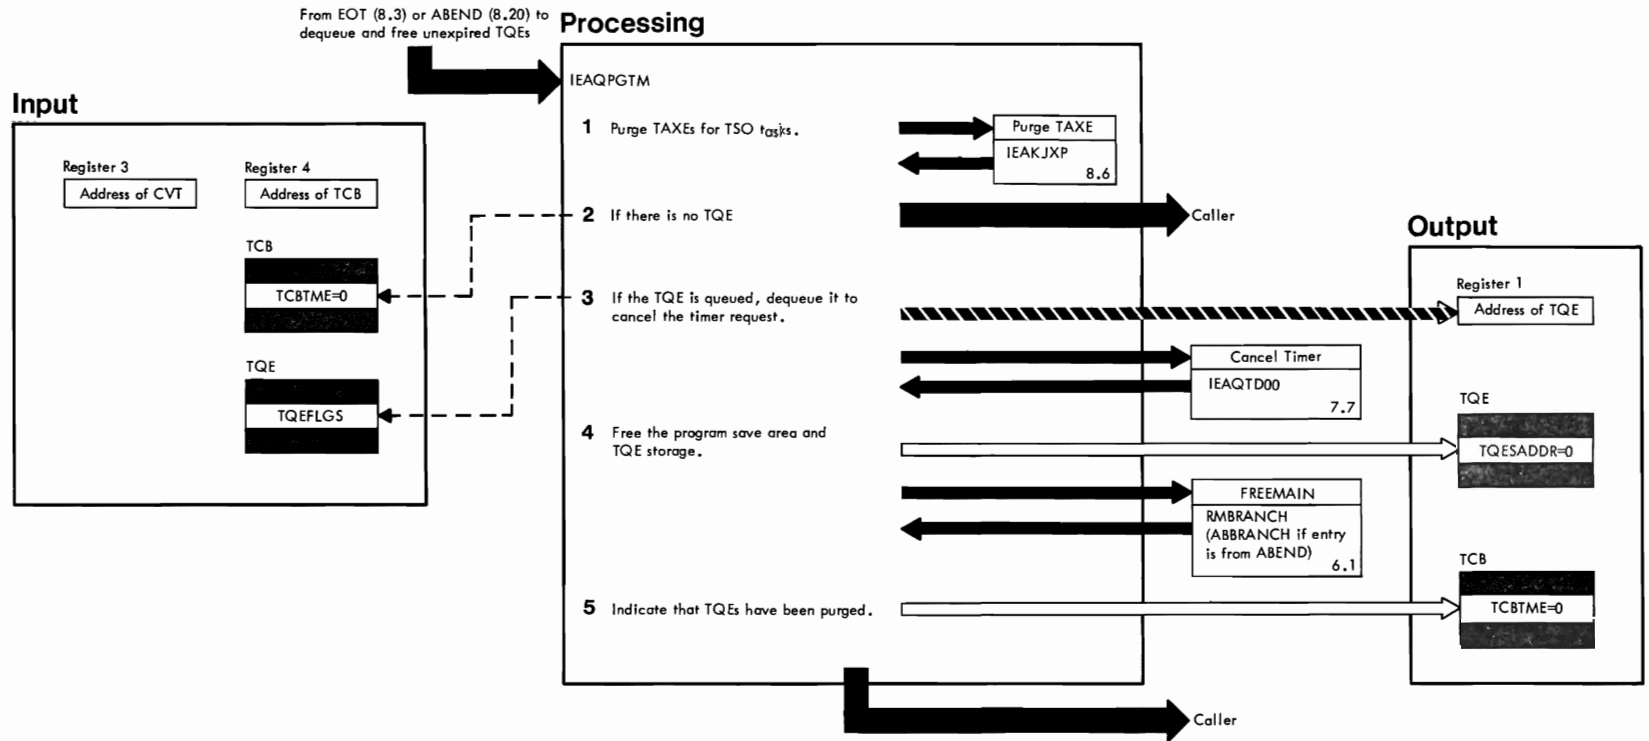 From EOT (8.3) or ABEND (8.20) to
dequeue and free unexpired TQEs
Processing
IEAQPGTM
Input
Register 3
Address of CVT
Register 4
Address of TCB
TCB
TCBTME=0
TQE
TQEFLGS
1 Purge TAXEs for TSO tasks.
Purge TAXE
IEAKJXP
8.6
2 If there is no TQE
Caller
3 If the TQE is queued, dequeue it to
cancel the timer request.
Cancel Timer
IEAQTD00
7.7
4 Free the program save area and
TQE storage.
FREEMAIN
RMBRANCH
(ABBRANCH if entry
is from ABEND)
6.1
5 Indicate that TQEs have been purged.
Caller
Output
Register 1
Address of TQE
TQE
TQESADDR=0
TCB
TCBTME=0